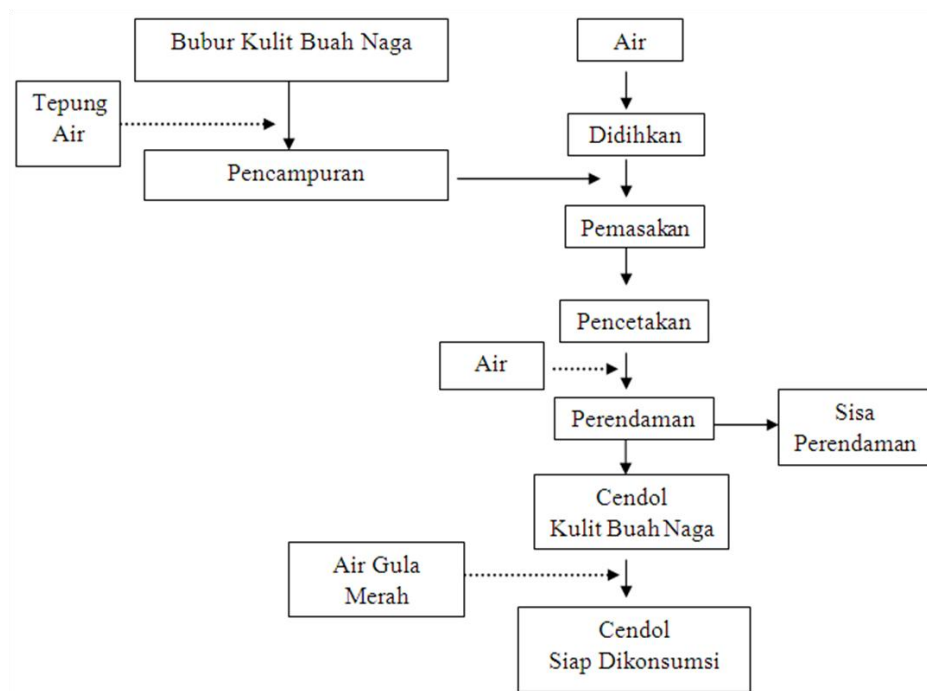 Bubur Kulit Buah Naga
Air
Tepung
Air
Didihkan
Pencampuran
Pemasakan
Pencetakan
Air
Perendaman
Sisa
Perendaman
Cendol
Kulit Buah Naga
Air Gula
Merah
Cendol
Siap Dikonsumsi